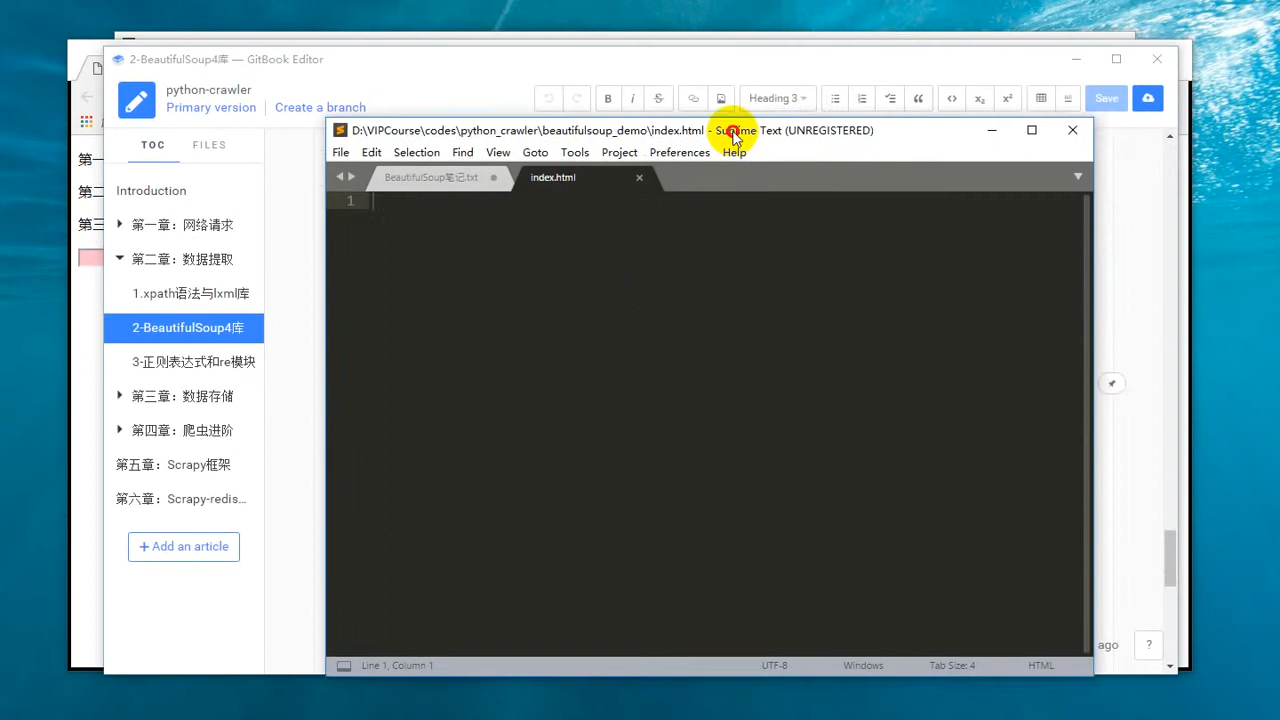 2-BeautifulSoup4库 — GitBook Editor
python-crawler
Primary version
Create a branch
B i S
Heading 3
Save
TOC
FILES
Introduction
第一章：网络请求
第二章：数据提取
1.xpath语法与lxml库
2-BeautifulSoup4库
3-正则表达式和re模块
第三章：数据存储
第四章：爬虫进阶
第五章：Scrapy框架
第六章：Scrapy-redis…
+ Add an article
第一
第二
第三
D:\VIPCourse\codes\python_crawler\beautifulsoup_demo\index.html - Sublime Text (UNREGISTERED)
File Edit Selection Find View Goto Tools Project Preferences Help
BeautifulSoup笔记.txt
index.html
1
Line 1, Column 1
UTF-8
Windows
Tab Size: 4
HTML
ago
?